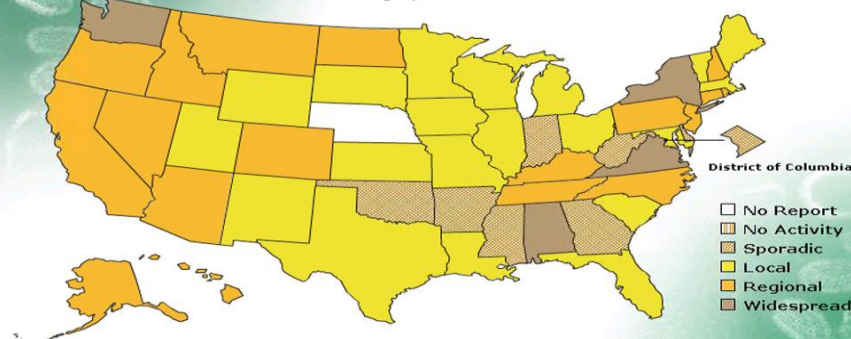 District of Columbia
No Report
No Activity
Sporadic
Local
Regional
Widespread